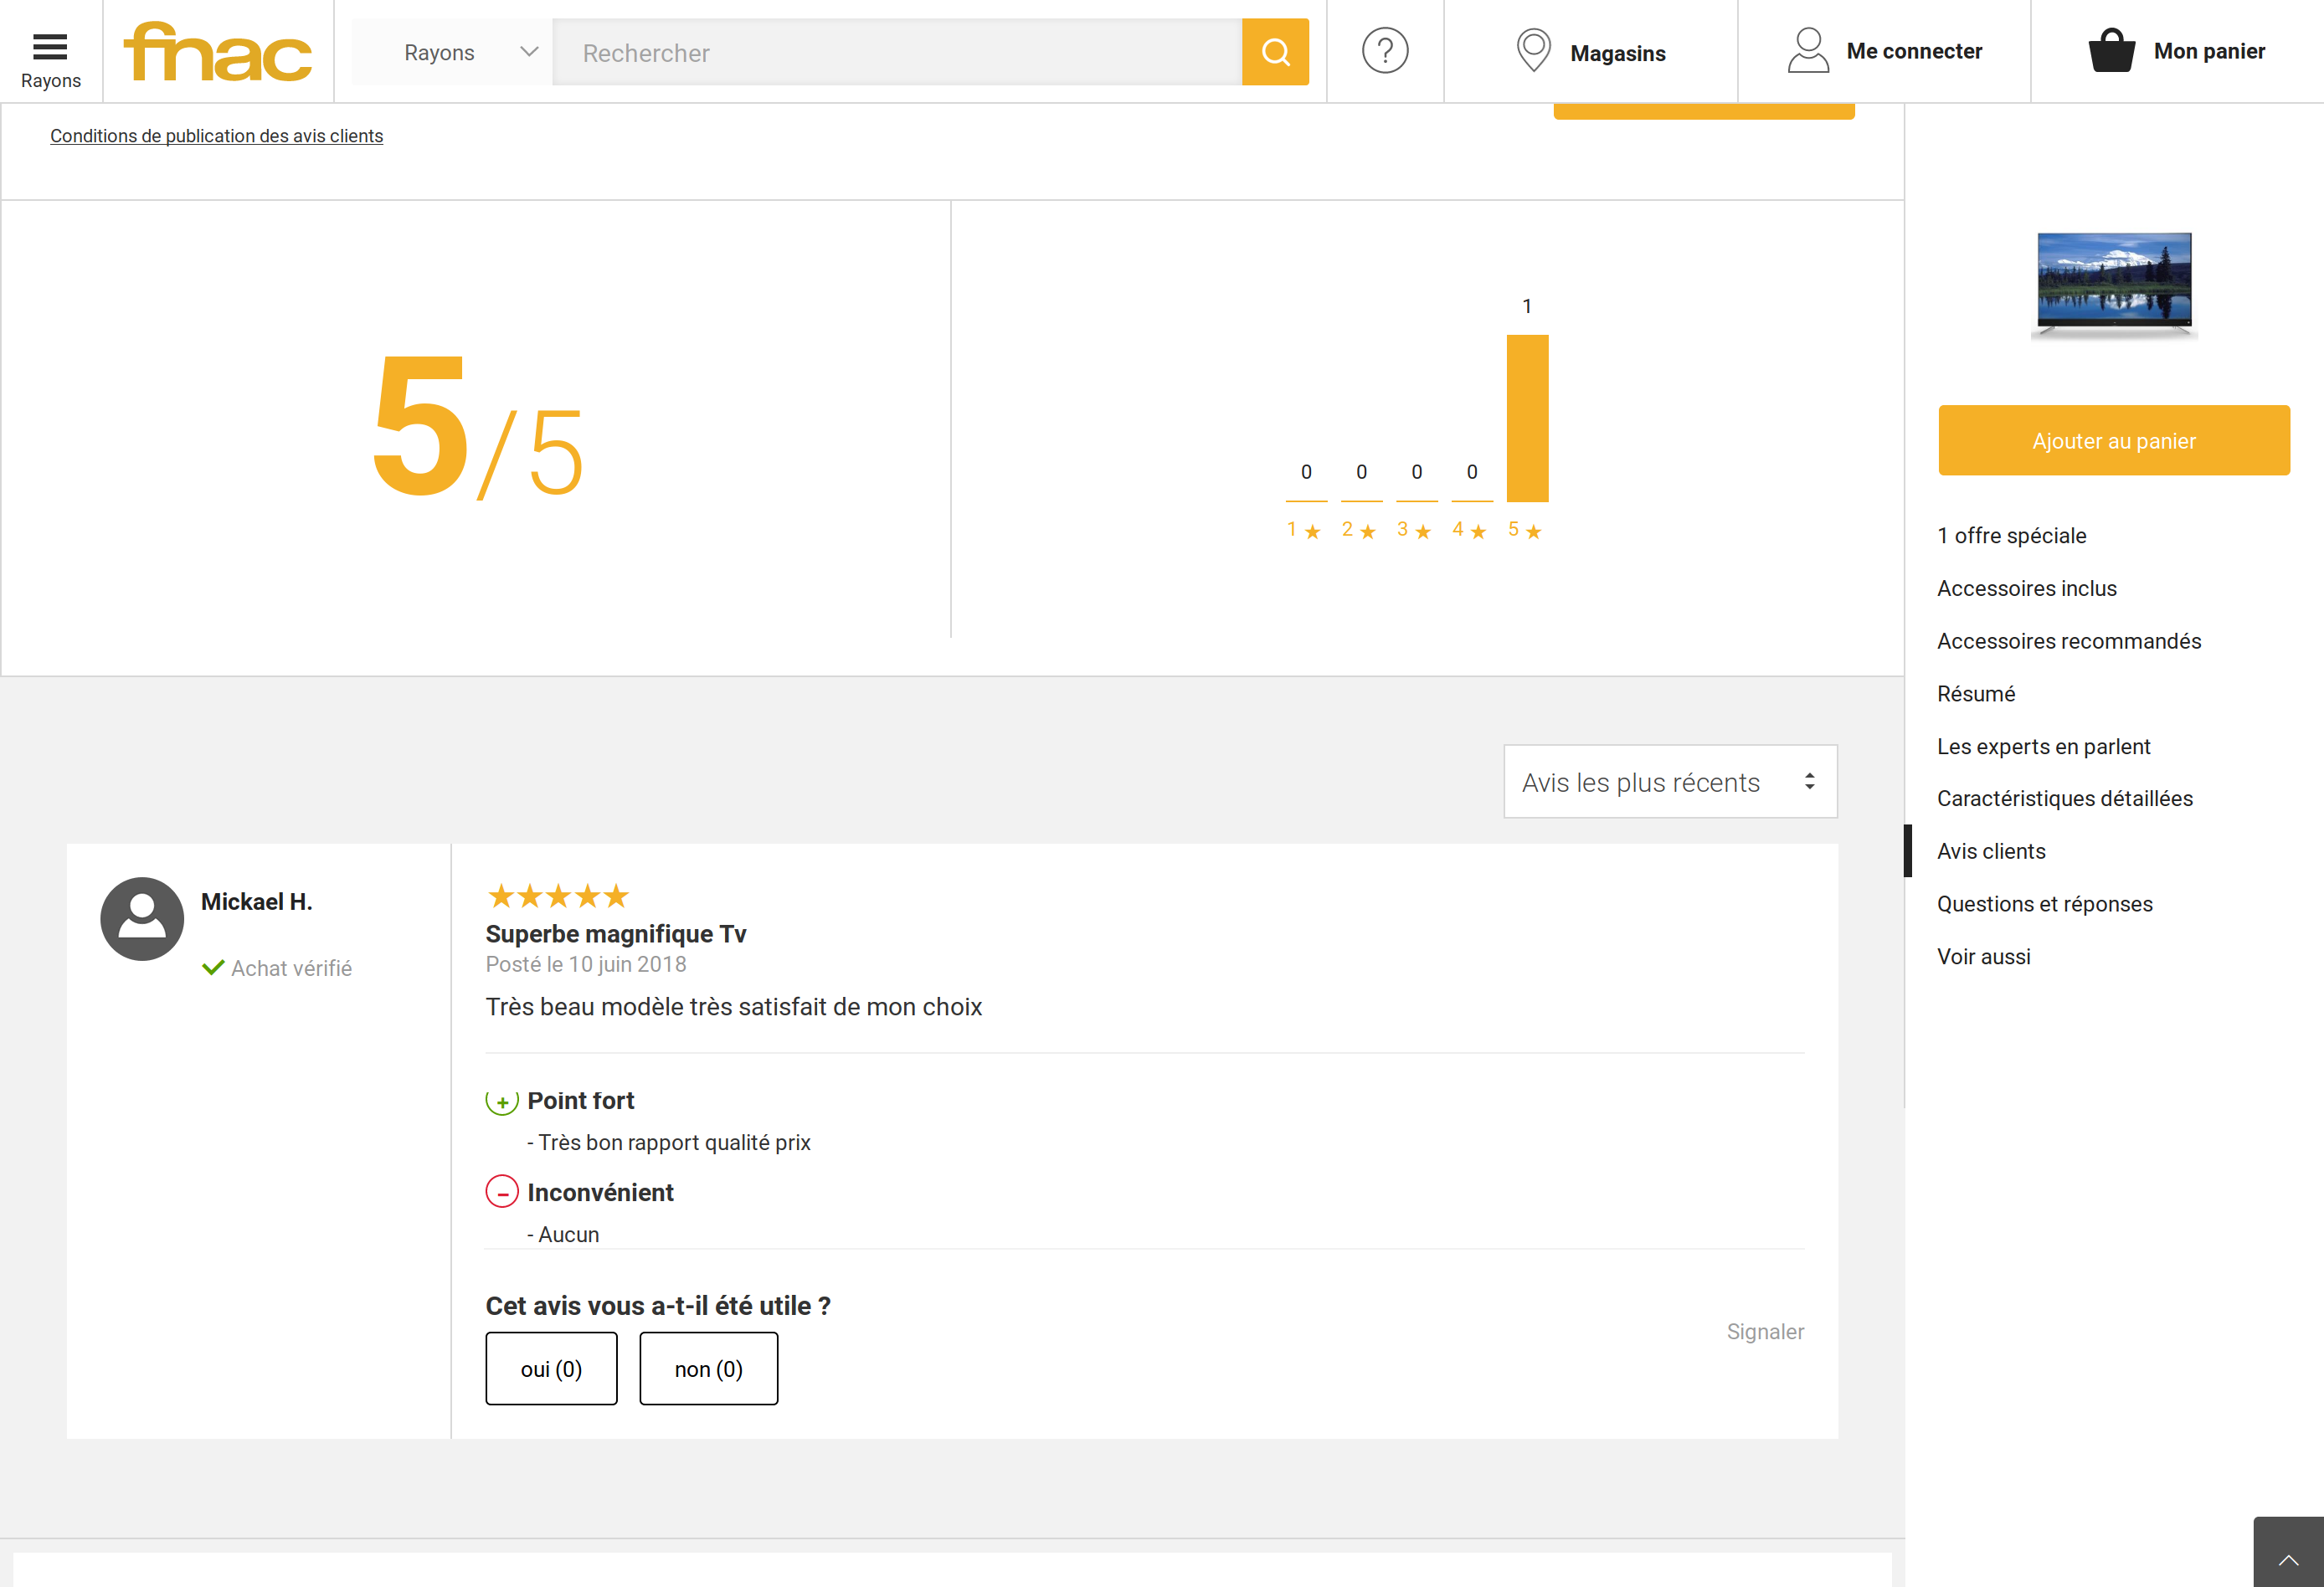 Rayons
fnac
Rayons
Rechercher
?
Magasins
Me connecter
Mon panier
Conditions de publication des avis clients
5/5
1
0 0 0 0
1 ★ 2 ★ 3 ★ 4 ★ 5 ★
Avis les plus récents
Mickael H.
Achat vérifié
★★★★★
Superbe magnifique Tv
Posté le 10 juin 2018
Très beau modèle très satisfait de mon choix
+ Point fort
- Très bon rapport qualité prix
− Inconvénient
- Aucun
Cet avis vous a-t-il été utile ?
oui (0)
non (0)
Signaler
Ajouter au panier
1 offre spéciale
Accessoires inclus
Accessoires recommandés
Résumé
Les experts en parlent
Caractéristiques détaillées
Avis clients
Questions et réponses
Voir aussi